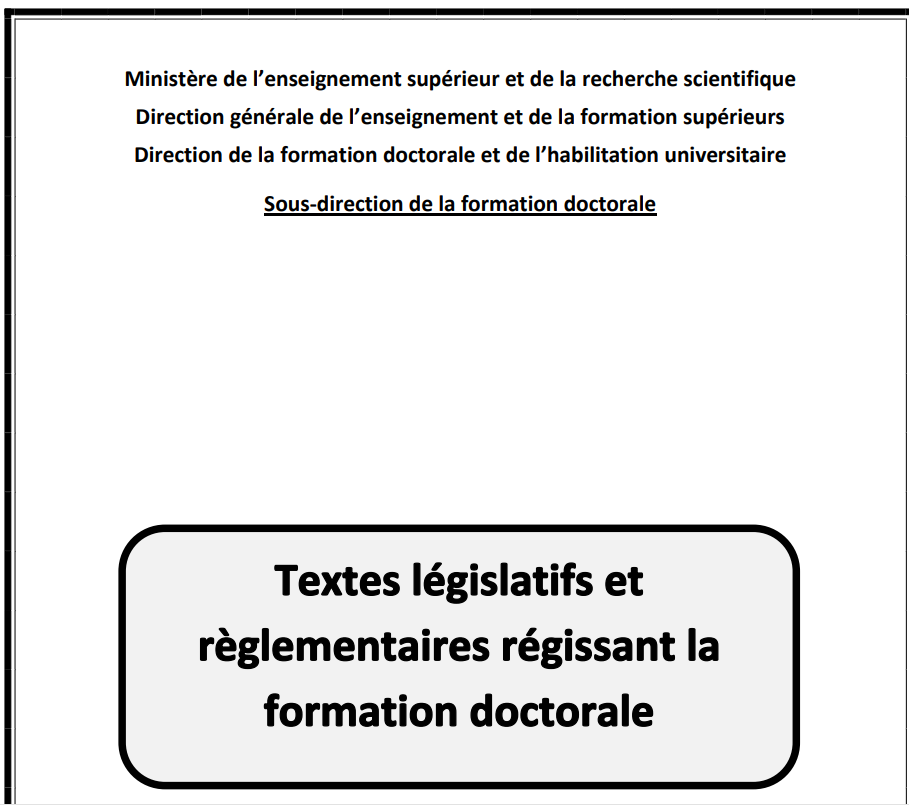 Ministère de l’enseignement supérieur et de la recherche scientifique
Direction générale de l’enseignement et de la formation supérieurs
Direction de la formation doctorale et de l’habilitation universitaire
Sous-direction de la formation doctorale
Textes législatifs et
règlementaires régissant la
formation doctorale